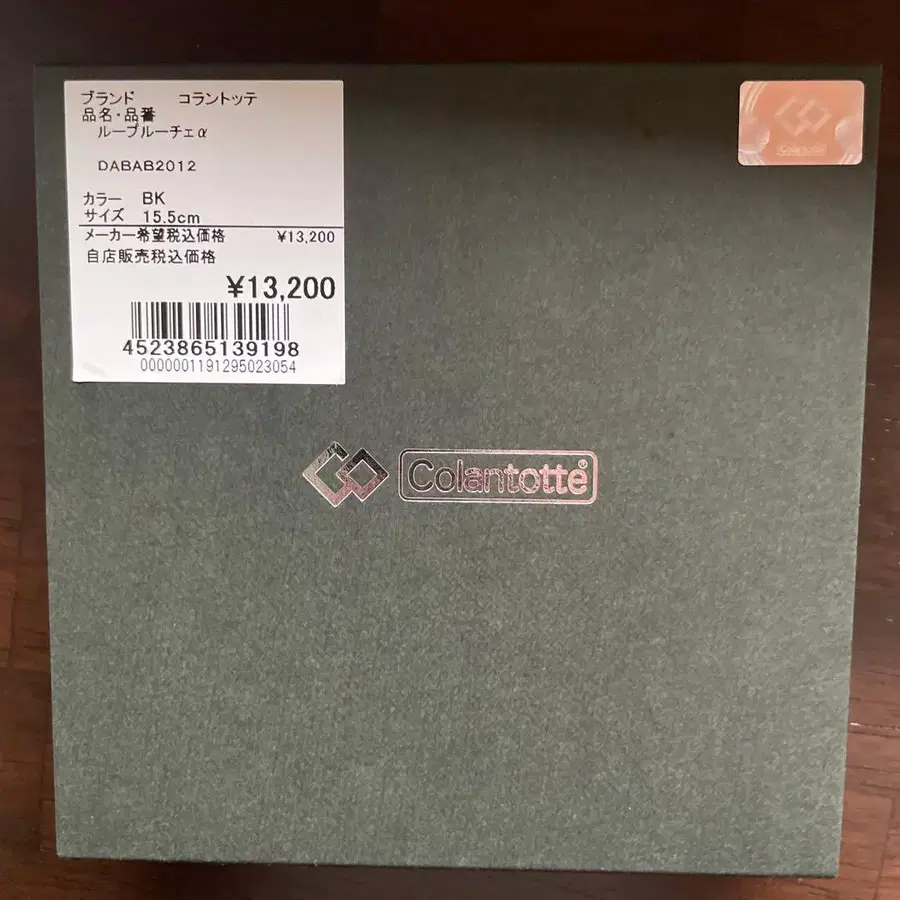 ブランド コラントッテ
品名・品番
ループルーチェα
DABAB2012
カラー BK
サイズ 15.5cm
メーカー希望税込価格 ¥13,200
自店販売税込価格
¥13,200
4523865139198
0000001191295023054
Colantotte
Colantotte®